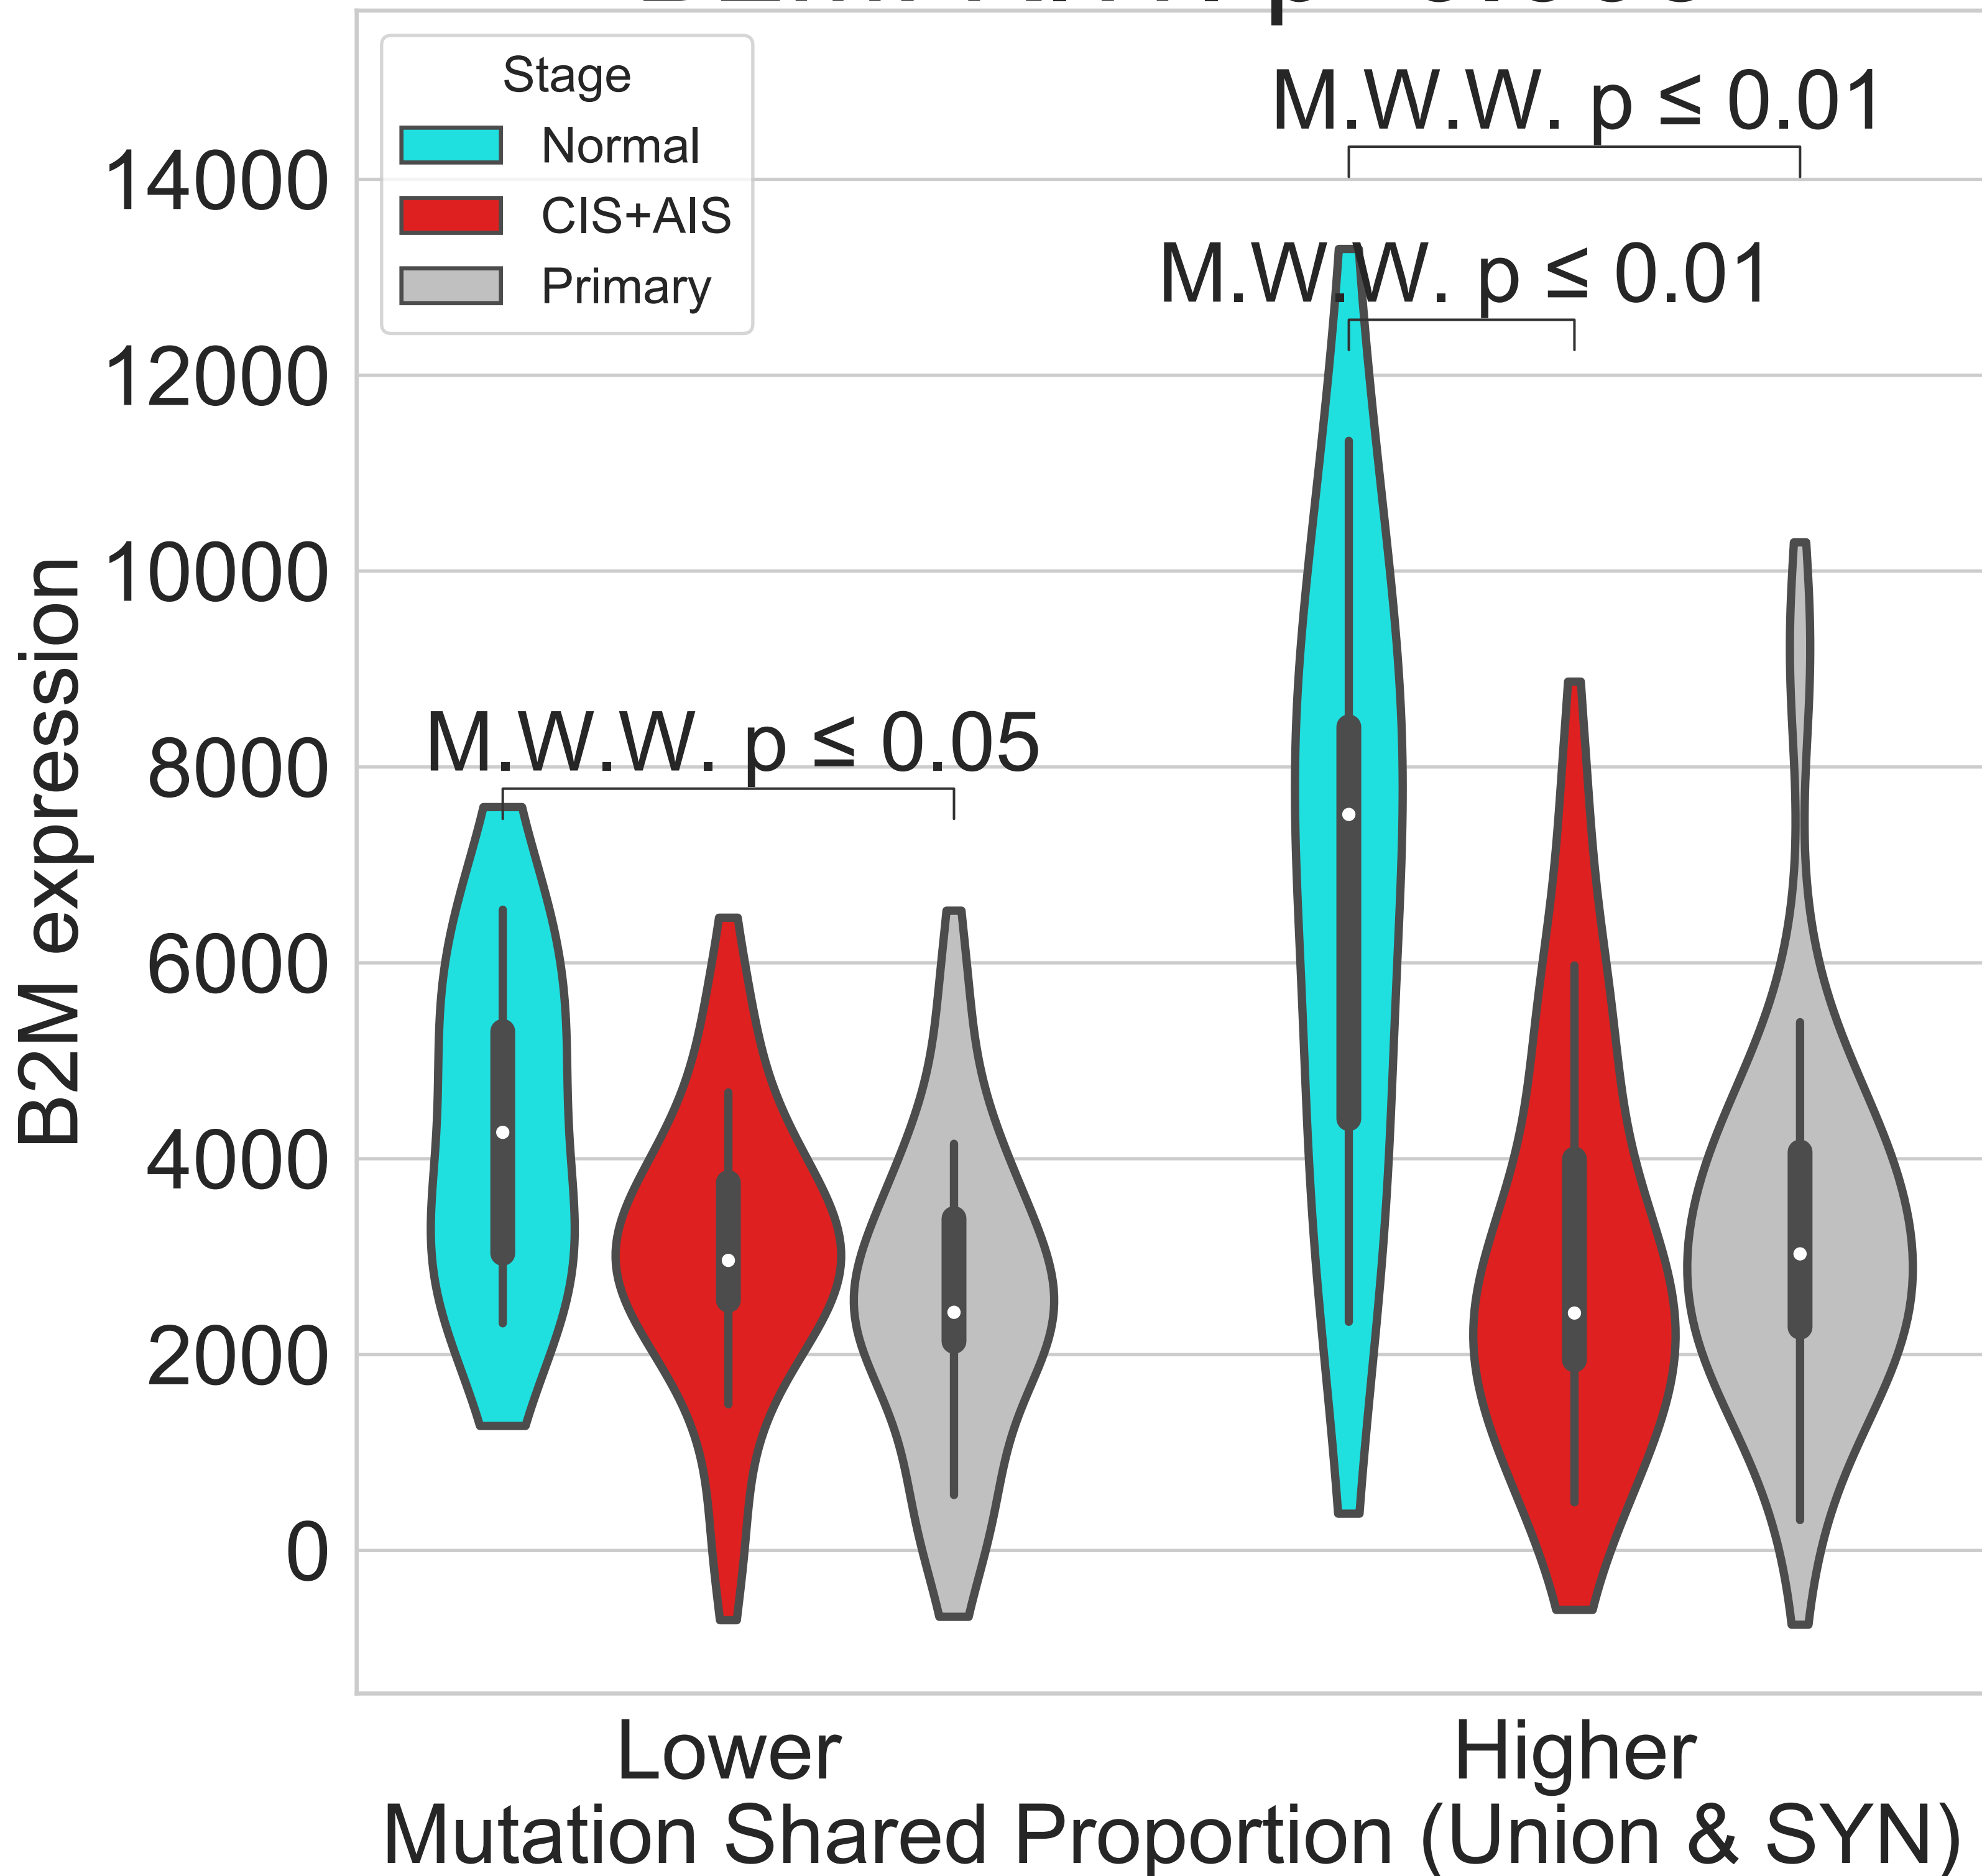 Stage
Normal
CIS+AIS
Primary
M.W.W. p ≤ 0.01
M.W.W. p ≤ 0.01
M.W.W. p ≤ 0.05
14000
12000
10000
8000
6000
4000
2000
0
B2M expression
Lower
Higher
Mutation Shared Proportion (Union & SYN)